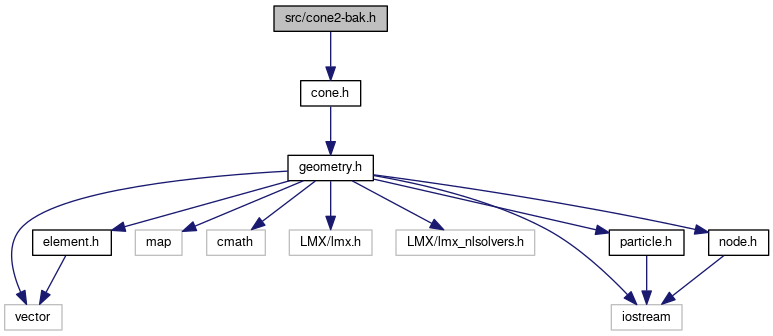 src/cone2-bak.h
cone.h
geometry.h
element.h
map
cmath
LMX/lmx.h
LMX/lmx_nlsolvers.h
particle.h
node.h
vector
iostream